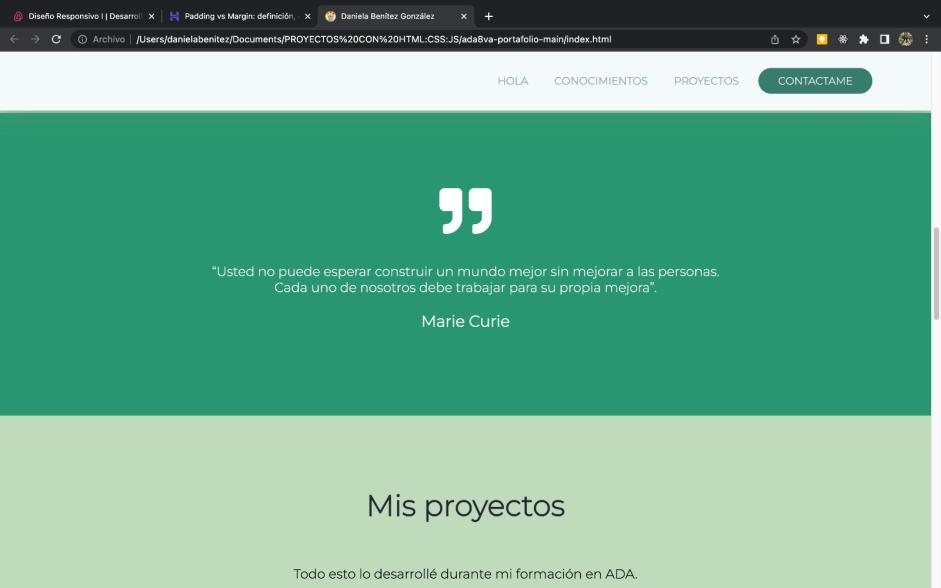 Diseño Responsivo I | Desarroll
Padding vs Margin: definición,
Daniela Benítez González
Archivo
/Users/danielabenitez/Documents/PROYECTOS%20CON%20HTML:CSS:JS/ada8va-portafolio-main/index.html
HOLA
CONOCIMIENTOS
PROYECTOS
CONTACTAME
“Usted no puede esperar construir un mundo mejor sin mejorar a las personas.
Cada uno de nosotros debe trabajar para su propia mejora”.
Marie Curie
Mis proyectos
Todo esto lo desarrollé durante mi formación en ADA.